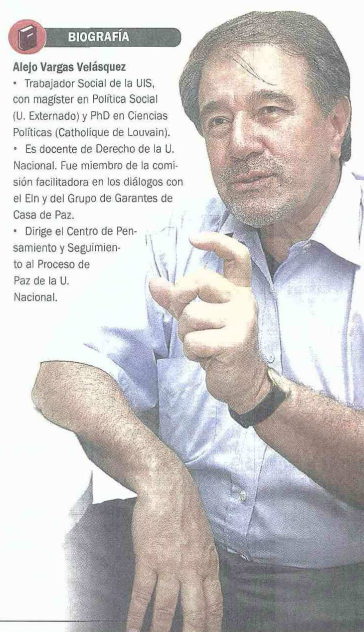 BIOGRAFÍA
Alejo Vargas Velásquez
• Trabajador Social de la UIS,
con magíster en Política Social
(U. Externado) y PhD en Ciencias
Políticas (Catholique de Louvain).
• Es docente de Derecho de la U.
Nacional. Fue miembro de la comi-
sión facilitadora en los diálogos con
el Eln y del Grupo de Garantes de
Casa de Paz.
• Dirige el Centro de Pen-
samiento y Seguimien-
to al Proceso de
Paz de la U.
Nacional.